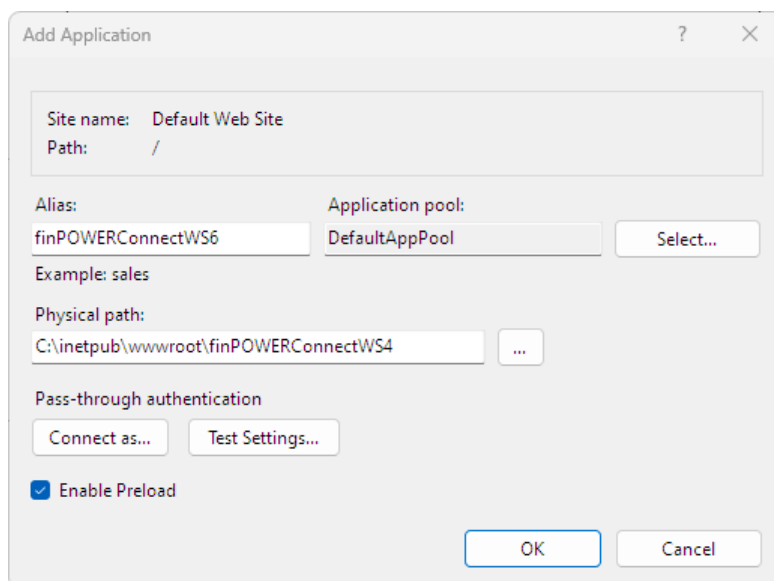 Add Application
?
Site name: Default Web Site
Path: /
Alias:
Application pool:
finPOWERConnectWS6
DefaultAppPool
Select...
Example: sales
Physical path:
C:\inetpub\wwwroot\finPOWERConnectWS4
...
Pass-through authentication
Connect as...
Test Settings...
Enable Preload
OK
Cancel